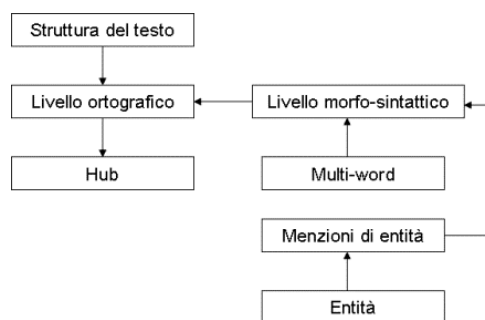 Struttura del testo
Livello ortografico
Livello morfo-sintattico
Hub
Multi-word
Menzioni di entità
Entità